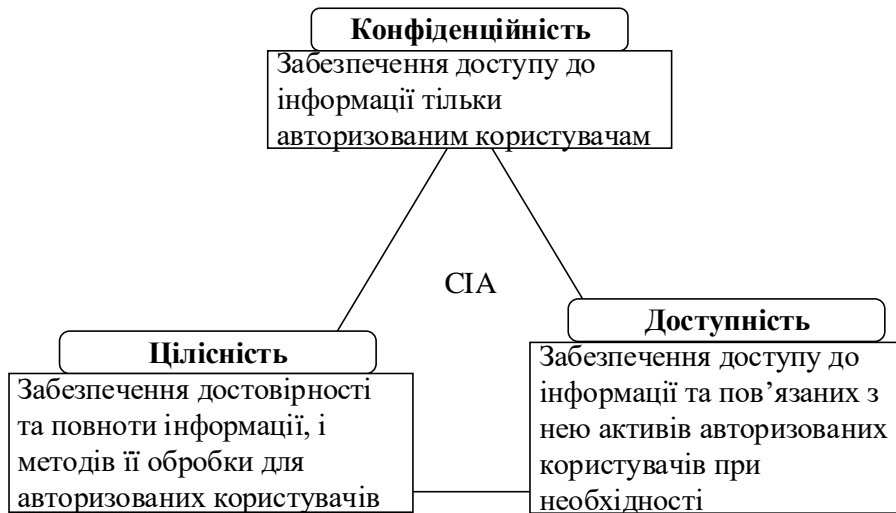 Конфіденційність
Забезпечення доступу до
інформації тільки
авторизованим користувачам
СІА
Цілісність
Забезпечення достовірності
та повноти інформації, і
методів її обробки для
авторизованих користувачів
Доступність
Забезпечення доступу до
інформації та пов’язаних з
нею активів авторизованих
користувачів при
необхідності